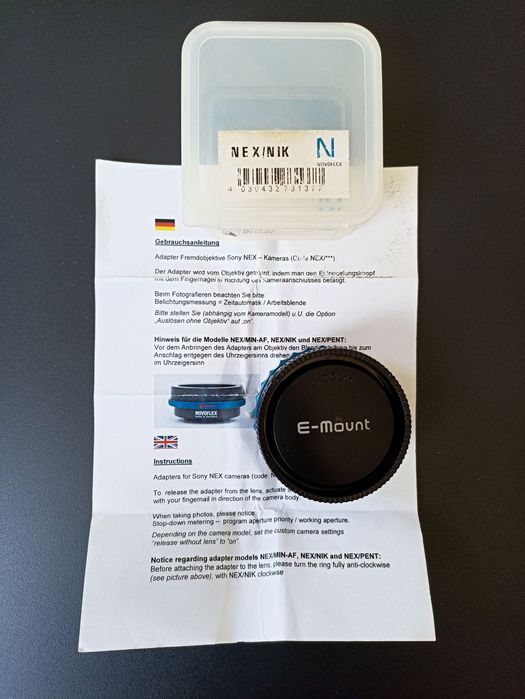 NEX/NIK
N
NOVOFLEX
4 030432 731377
Gebrauchsanleitung
Adapter Fremdobjektive Sony NEX – Kameras (Code NEX/***)
Der Adapter wird vom Objektiv getrennt, indem man den Entriegelungsknopf
mit dem Fingernagel in Richtung des Kameraanschlusses betätigt.
Beim Fotografieren beachten Sie bitte:
Belichtungsmessung = Zeitautomatik / Arbeitsblende
Bitte stellen Sie (abhängig vom Kameramodell) u.U. die Option
„Auslösen ohne Objektiv" auf „on".
Hinweis für die Modelle NEX/MIN-AF, NEX/NIK und NEX/PENT:
Vor dem Anbringen des Adapters am Objektiv den bis zum
Anschlag entgegen des Uhrzeigersinns drehen
im Uhrzeigersinn
E-Mount
NOVOFLEX
E-Mount
Instructions
Adapters for Sony NEX cameras (code:
To release the adapter from the lens, actuate
with your fingernail in direction of the camera body.
When taking photos, please notice:
Stop-down metering – program aperture priority / working aperture.
Depending on the camera model, set the custom camera settings
"release without lens" to "on".
Notice regarding adapter models NEX/MIN-AF, NEX/NIK and NEX/PENT:
Before attaching the adapter to the lens, please turn the ring fully anti-clockwise
(see picture above), with NEX/NIK clockwise